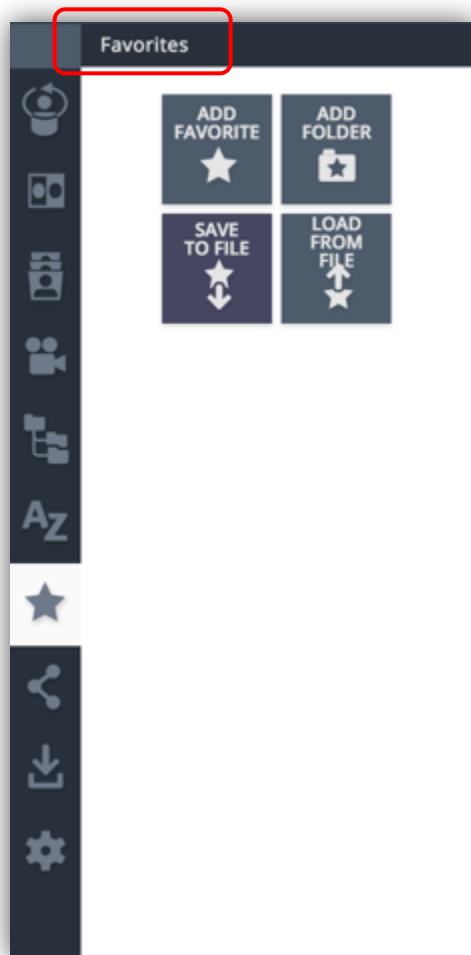 Favorites
ADD
FAVORITE
ADD
FOLDER
SAVE
TO FILE
LOAD
FROM
FILE
AZ